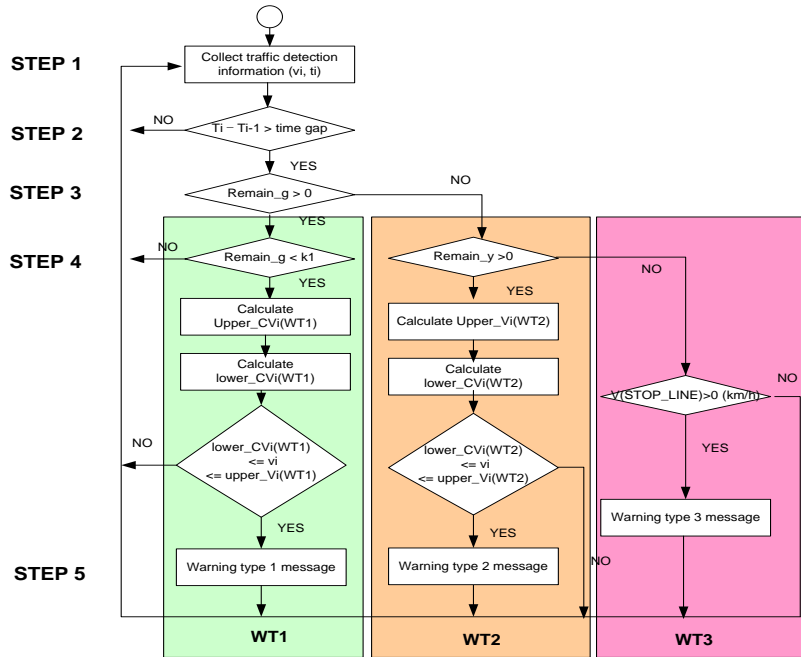 STEP 1
Collect traffic detection
information (vi, ti)
STEP 2
NO
Ti – Ti-1 > time gap
YES
STEP 3
Remain_g > 0
NO
YES
STEP 4
NO
Remain_g < k1
Remain_y >0
NO
YES
YES
Calculate
Upper_CVi(WT1)
Calculate Upper_Vi(WT2)
Calculate
lower_CVi(WT1)
Calculate
lower_CVi(WT2)
V(STOP_LINE)>0 (km/h)
NO
NO
lower_CVi(WT1)
<= vi
<= upper_Vi(WT1)
lower_CVi(WT2)
<= vi
<= upper_Vi(WT2)
YES
YES
YES
Warning type 3 message
STEP 5
Warning type 1 message
Warning type 2 message
NO
WT1
WT2
WT3